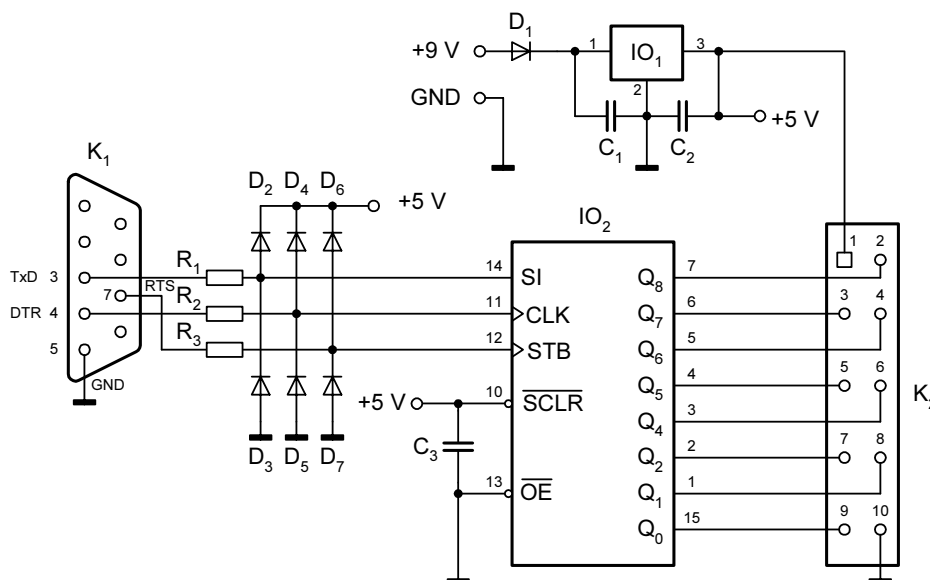 D1
+9 V
1
IO1
3
2
GND
C1
C2
+5 V
K1
D2 D4 D6
+5 V
IO2
1
2
TxD 3
R1
14
SI
Q8
7
7
RTS
R2
11
CLK
Q7
6
3
4
DTR 4
R3
12
STB
Q6
5
5
GND
+5 V
10
SCLR
Q5
4
5
6
C3
Q4
3
K
D3 D5 D7
Q2
2
7
8
13
OE
Q1
1
Q0
15
9
10